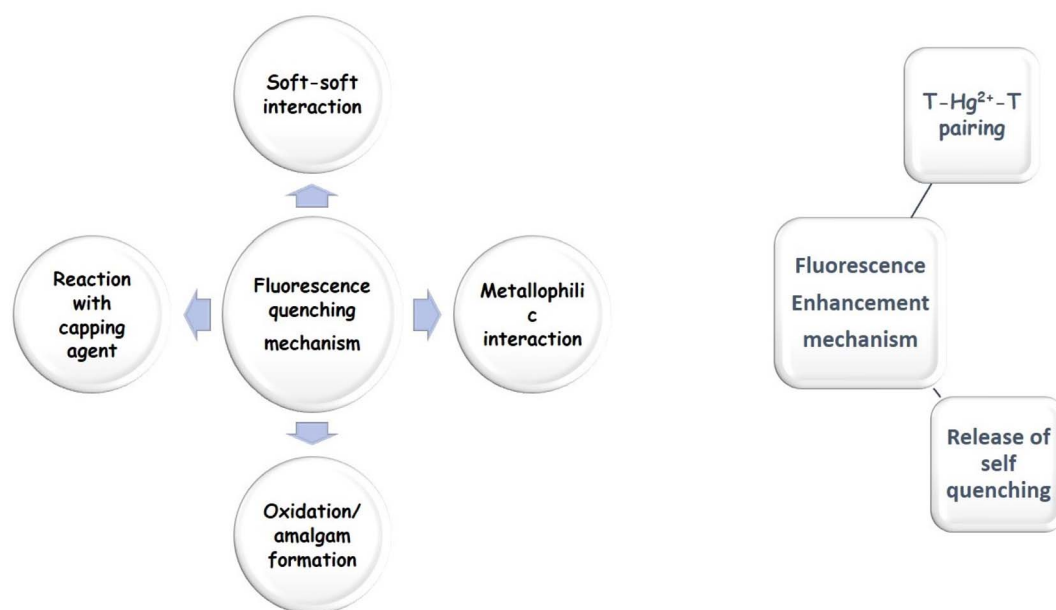 Soft-soft
interaction
Reaction
with
capping
agent
Fluorescence
quenching
mechanism
Metallophili
c
interaction
Oxidation/
amalgam
formation
T-Hg²⁺-T
pairing
Fluorescence
Enhancement
mechanism
Release of
self
quenching